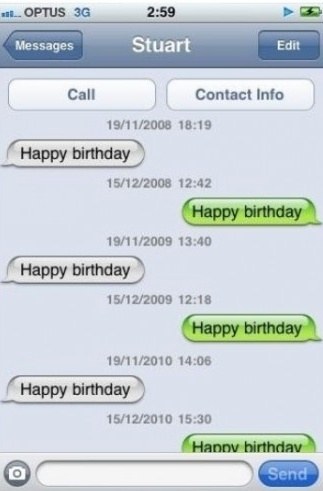 OPTUS 3G 2:59
Messages Stuart Edit
Call Contact Info
19/11/2008 18:19
Happy birthday
15/12/2008 12:42
Happy birthday
19/11/2009 13:40
Happy birthday
15/12/2009 12:18
Happy birthday
19/11/2010 14:06
Happy birthday
15/12/2010 15:30
Happy birthday
Send